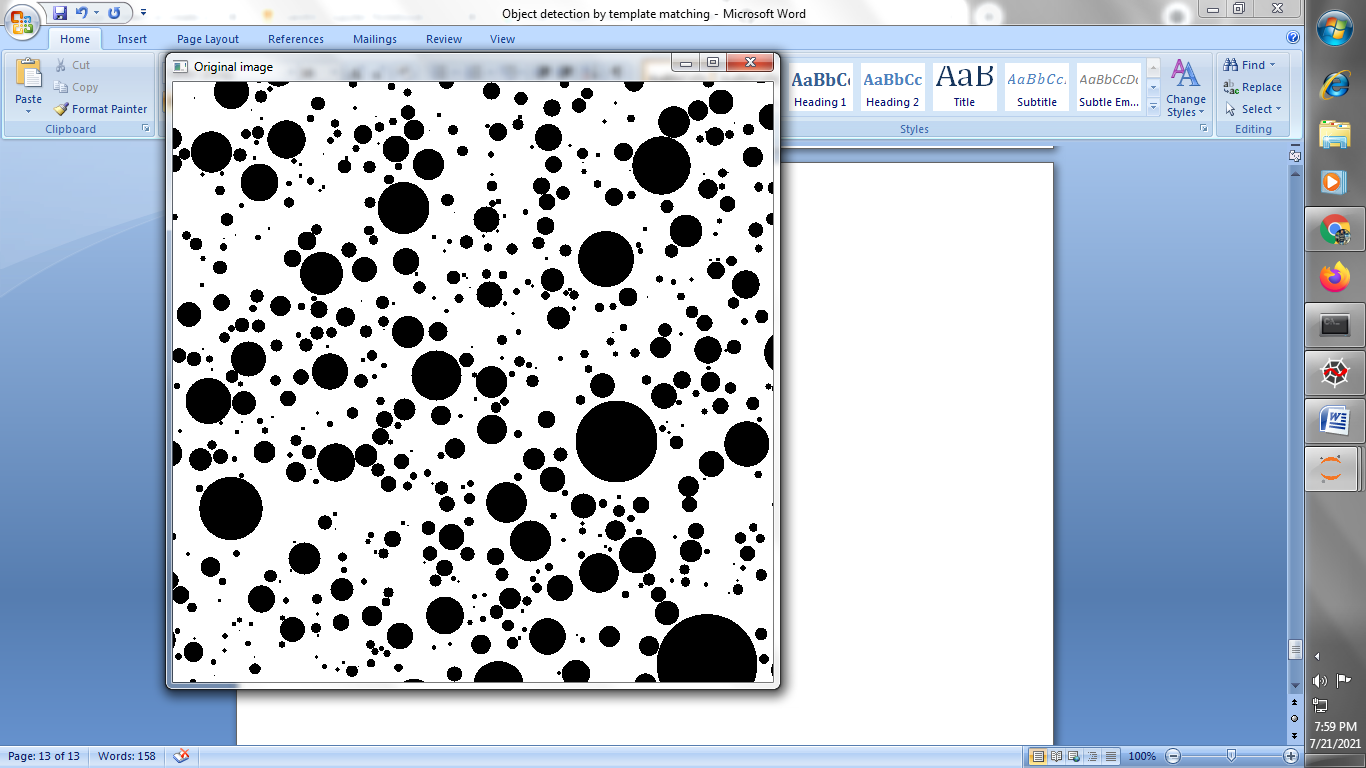 Object detection by template matching - Microsoft Word
Home Insert Page Layout References Mailings Review View
Original image
Paste
Cut
Copy
Format Painter
Clipboard
AaBbCc AaBbCc AaB AaBbCc. AaBbCcDc
Heading 1 Heading 2 Title Subtitle Subtle Em...
Change
Styles
Styles
Find
Replace
Select
Editing
Page: 13 of 13 Words: 158
100%
7:59 PM
7/21/2021